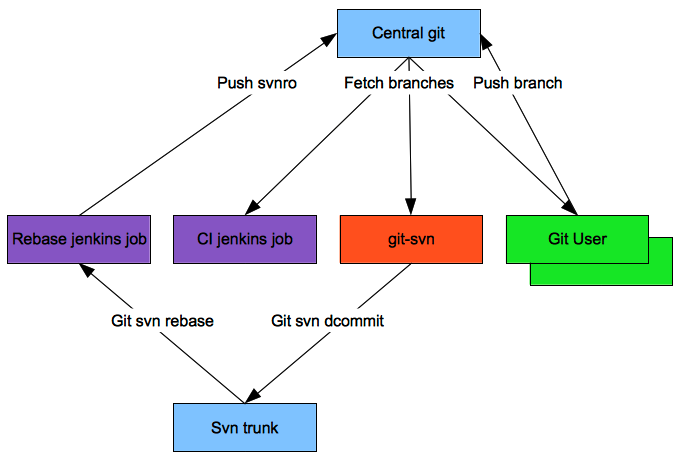 Central git
Push svnro
Fetch branches
Push branch
Rebase jenkins job
CI jenkins job
git-svn
Git User
Git svn rebase
Git svn dcommit
Svn trunk